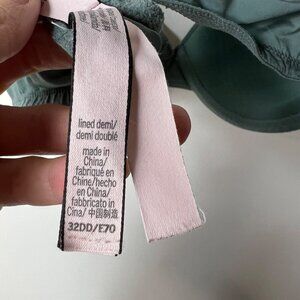 lined demi/
demi doublé
made in
China/
fabriqué en
Chine/hecho
en China/
fabbricato in
Cina/ 中国制造
32DD/E70